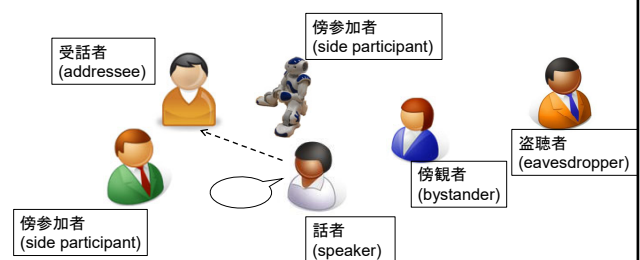 傍参加者
(side participant)
受話者
(addressee)
盗聴者
(eavesdropper)
傍観者
(bystander)
傍参加者
(side participant)
話者
(speaker)